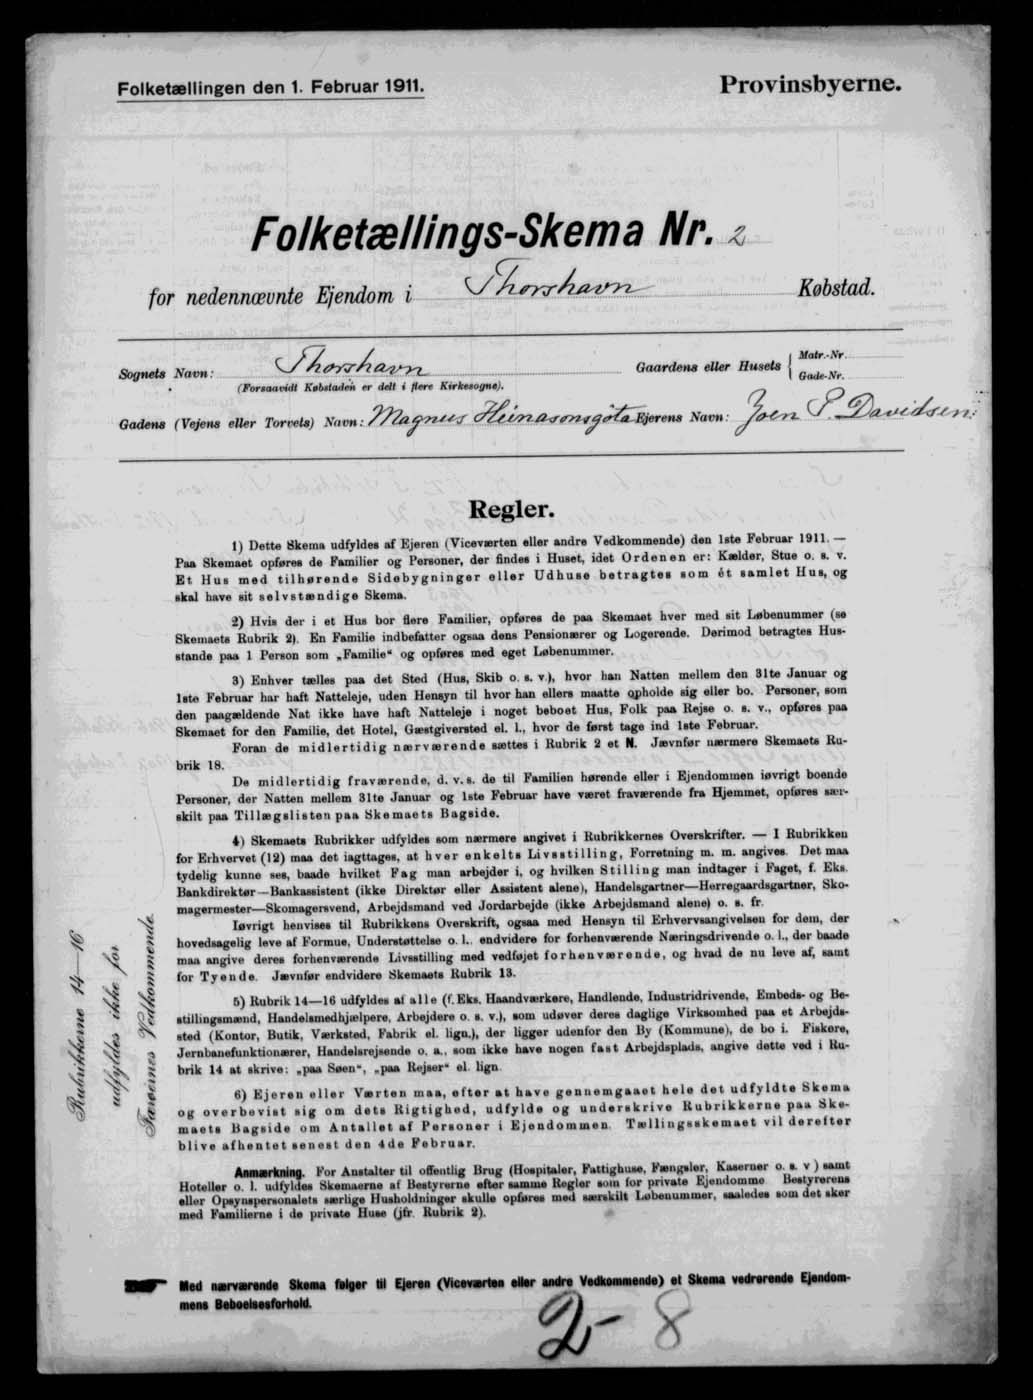 Folketællingen den 1. Februar 1911.
Provinsbyerne.
Folketællings-Skema Nr. 2
for nedennævnte Ejendom i Thorshavn Købstad.
Sognets Navn: Thorshavn
(Forsaavidt Købstaden er delt i flere Kirkesogne).
Gaardens eller Husets
Matr.-Nr.
Gade-Nr.
Gadens (Vejens eller Torvets) Navn: Magnus Heinasonsgöta Ejerens Navn: Joen P. Davidsen.
Regler.
1) Dette Skema udfyldes af Ejeren (Viceværten eller andre Vedkommende) den 1ste Februar 1911. —
Paa Skemaet opføres de Familier og Personer, der findes i Huset, idet Ordenen er: Kælder, Stue o. s. v.
Et Hus med tilhørende Sidebygninger eller Udhuse betragtes som ét samlet Hus, og
skal have sit selvstændige Skema.
2) Hvis der i et Hus bor flere Familier, opføres de paa Skemaet hver med sit Løbenummer (se
Skemaets Rubrik 2). En Familie indbefatter ogsaa dens Pensionærer og Logerende. Derimod betragtes Hus-
stande paa 1 Person som „Familie“ og opføres med eget Løbenummer.
3) Enhver tælles paa det Sted (Hus, Skib o. s. v.), hvor han Natten mellem den 31te Januar og
1ste Februar har haft Natteleje, uden Hensyn til hvor han ellers maatte opholde sig eller bo. Personer, som
den paagældende Nat ikke have haft Natteleje i noget beboet Hus, Folk paa Rejse o. s. v., opføres paa
Skemaet for den Familie, det Hotel, Gæstgiversted el. l., hvor de først tage ind 1ste Februar.
Foran de midlertidig nærværende sættes i Rubrik 2 et N. Jævnfør nærmere Skemaets Ru-
brik 18.
De midlertidig fraværende, d. v. s. de til Familien hørende eller i Ejendommen iøvrigt boende
Personer, der Natten mellem 31te Januar og 1ste Februar have været fraværende fra Hjemmet, opføres sær-
skilt paa Tillægslisten paa Skemaets Bagside.
4) Skemaets Rubrikker udfyldes som nærmere angivet i Rubrikkernes Overskrifter. — I Rubrikken
for Erhvervet (12) maa det iagttages, at hver enkelts Livsstilling, Forretning m. m. angives. Det maa
tydelig kunne ses, baade hvilket Fag man arbejder i, og hvilken Stilling man indtager i Faget, f. Eks.
Bankdirektør—Bankassistent (ikke Direktør eller Assistent alene), Handelsgartner—Herregaardsgartner, Sko-
magermester—Skomagersvend, Arbejdsmand ved Jordarbejde (ikke Arbejdsmand alene) o. s. fr.
Iøvrigt henvises til Rubrikkens Overskrift, ogsaa med Hensyn til Erhvervsangivelsen for dem, der
hovedsagelig leve af Formue, Understøttelse o. l., endvidere for forhenværende Næringsdrivende o. l., der baade
maa angive deres forhenværende Livsstilling med vedføjet forhenværende, og hvad de nu leve af, samt
for Tyende. Jævnfør endvidere Skemaets Rubrik 13.
5) Rubrik 14—16 udfyldes af alle (f. Eks. Haandværkere, Handlende, Industridrivende, Embeds- og Be-
stillingsmænd, Handelsmedhjælpere, Arbejdere o. s. v.), som udøver deres daglige Virksomhed paa et Arbejds-
sted (Kontor, Butik, Værksted, Fabrik el. lign.), der ligger udenfor den By (Kommune), de bo i. Fiskere,
Jernbanefunktionærer, Handelsrejsende o. a., som ikke have nogen fast Arbejdsplads, angive dette ved i Ru-
brik 14 at skrive: „paa Søen“, „paa Rejser“ el. lign.
6) Ejeren eller Værten maa, efter at have gennemgaaet hele det udfyldte Skema
og overbevist sig om dets Rigtighed, udfylde og underskrive Rubrikkerne paa Ske-
maets Bagside om Antallet af Personer i Ejendommen. Tællingsskemaet vil derefter
blive afhentet senest den 4de Februar.
Anmærkning. For Anstalter til offentlig Brug (Hospitaler, Fattighuse, Fængsler, Kaserner o. s. v) samt
Hoteller o. l. udfyldes Skemaerne af Bestyrerne efter samme Regler som for private Ejendomme. Bestyrerens
eller Opsynspersonalets særlige Husholdninger skulle opføres med særskilt Løbenummer, saaledes som det sker
med Familierne i de private Huse (jfr. Rubrik 2).
Rubrikkerne 14—16
udfyldes ikke for
Færøernes Vedkommende.
Med nærværende Skema følger til Ejeren (Viceværten eller andre Vedkommende) et Skema vedrørende Ejendom-
mens Beboelsesforhold.
2- 8